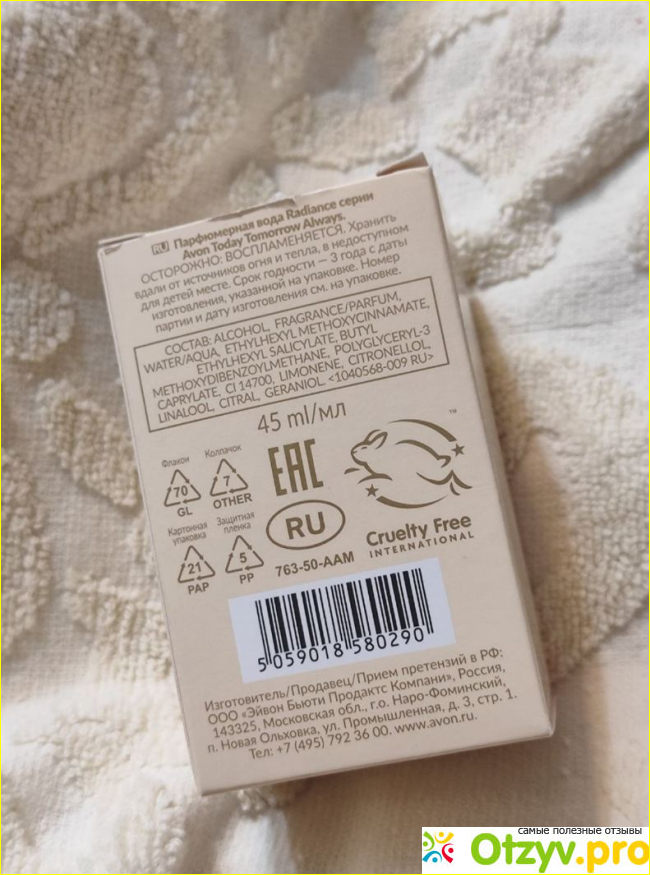 RU Парфюмерная вода Radiance серии
Avon Today Tomorrow Always.
ОСТОРОЖНО: ВОСПЛАМЕНЯЕТСЯ. Хранить
вдали от источников огня и тепла, в недоступном
для детей месте. Срок годности — 3 года с даты
изготовления, указанной на упаковке. Номер
партии и дату изготовления см. на упаковке.
СОСТАВ: ALCOHOL, FRAGRANCE/PARFUM,
WATER/AQUA, ETHYLHEXYL METHOXYCINNAMATE,
ETHYLHEXYL SALICYLATE, BUTYL
METHOXYDIBENZOYLMETHANE, POLYGLYCERYL-3
CAPRYLATE, CI 14700, LIMONENE, CITRONELLOL,
LINALOOL, CITRAL, GERANIOL. <1040568-009 RU>
45 ml/мл
Флакон
70
GL
Колпачок
7
OTHER
Картонная
упаковка
21
PAP
Защитная
пленка
5
PP
EAC
RU
763-50-AAM
TM
Cruelty Free
INTERNATIONAL
5 059018 580290
Изготовитель/Продавец/Прием претензий в РФ:
ООО «Эйвон Бьюти Продактс Компани», Россия,
143325, Московская обл., г.о. Наро-Фоминский,
п. Новая Ольховка, ул. Промышленная, д. 3, стр. 1.
Тел: +7 (495) 792 36 00. www.avon.ru.
самые полезные отзывы
Otzyv.pro